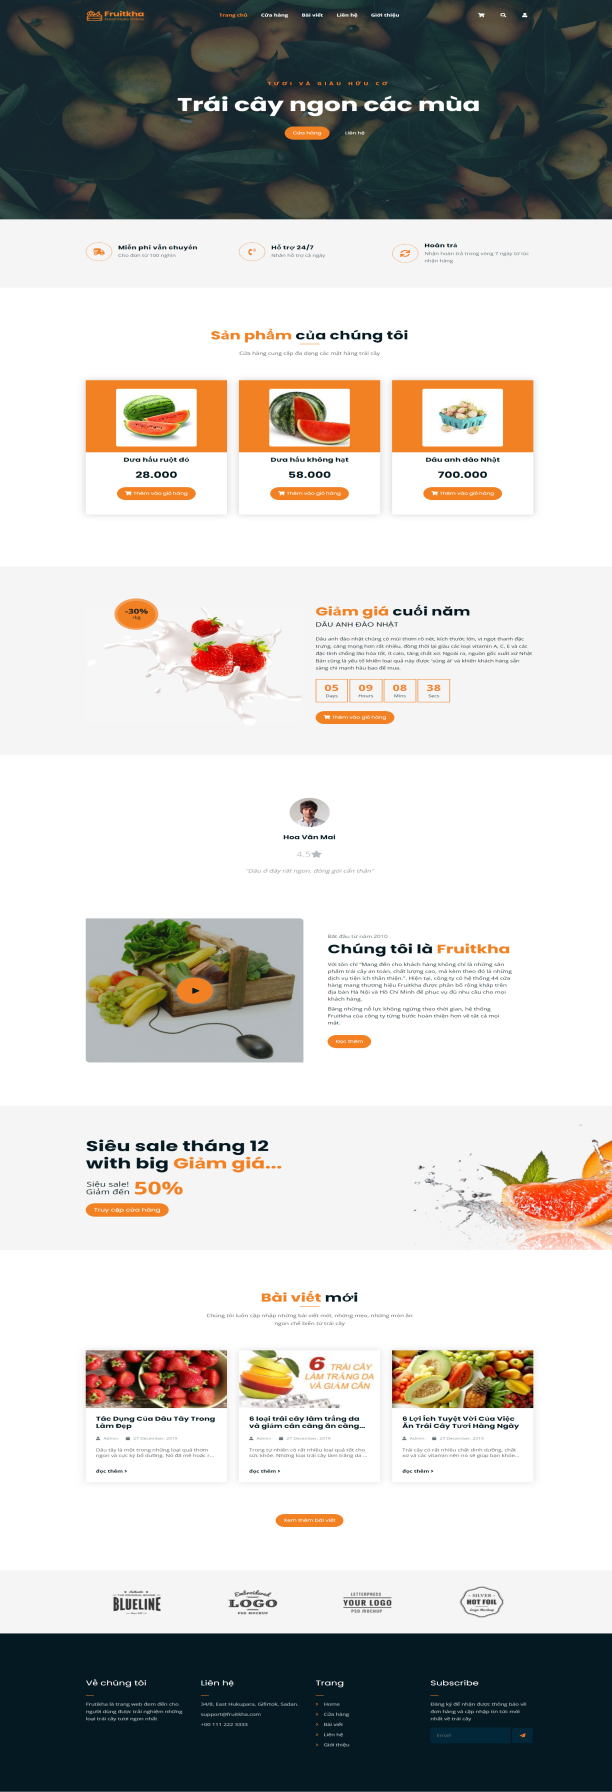 Fruitkha
Trang chủ Cửa hàng Bài viết Liên hệ Giới thiệu
TƯƠI VÀ GIÀU HỮU CƠ
Trái cây ngon các mùa
Cửa hàng Liên hệ
Miễn phí vẫn chuyển
Cho đơn từ 100 nghìn
Hỗ trợ 24/7
Nhân hỗ trợ cả ngày
Hoàn trả
Nhận hoàn trả trong vòng 7 ngày từ lúc
nhận hàng
Sản phẩm của chúng tôi
Cửa hàng cung cấp đa dạng các mặt hàng trái cây
Dưa hấu ruột đỏ
28.000
Thêm vào giỏ hàng
Dưa hấu không hạt
58.000
Thêm vào giỏ hàng
Dâu anh đào Nhật
700.000
Thêm vào giỏ hàng
-30%
/kg
Giảm giá cuối năm
DÂU ANH ĐÀO NHẬT
Dâu anh đào nhật chúng có mùi thơm rõ nét, kích thước lớn, vị ngọt thanh đặc
trưng, căng mọng hơn rất nhiều, đồng thời lại giàu các loại vitamin A, C, E và các
đặc tính chống lão hóa tốt, ít calo, tăng chất xơ. Ngoài ra, nguồn gốc xuất xứ Nhật
Bản cũng là yếu tố khiến loại quả này được 'sủng ái' và khiến khách hàng sẵn
sàng chi mạnh hầu bao để mua.
05 09 08 38
Days Hours Mins Secs
Thêm vào giỏ hàng
Hoa Văn Mai
4.5
"Dâu ở đây rất ngon, đóng gói cẩn thận"
Bắt đầu từ năm 2010
Chúng tôi là Fruitkha
Với tôn chỉ "Mang đến cho khách hàng không chỉ là những sản
phẩm trái cây an toàn, chất lượng cao, mà kèm theo đó là những
dịch vụ tiện ích thân thiện.". Hiện tại, công ty có hệ thống 44 cửa
hàng mang thương hiệu Fruitkha được phân bố rộng khắp trên
địa bàn Hà Nội và Hồ Chí Minh để phục vụ đủ nhu cầu cho mọi
khách hàng.
Bằng những nỗ lực không ngừng theo thời gian, hệ thống
Fruitkha của công ty từng bước hoàn thiện hơn về tất cả mọi
mặt.
Đọc thêm
Siêu sale tháng 12
with big Giảm giá...
Siêu sale!
Giảm đến 50%
Truy cập cửa hàng
Bài viết mới
Chúng tôi luôn cập nhập những bài viết mới, những mẹo, những món ăn
ngon chế biến từ trái cây
6 TRÁI CÂY
LÀM TRẮNG DA
VÀ GIẢM CÂN
Tác Dụng Của Dâu Tây Trong
Làm Đẹp
Admin 27 December, 2019
Dâu tây là một trong những loại quả thơm
ngon và cực kỳ bổ dưỡng. Nó đã mê hoặc r...
đọc thêm >
6 loại trái cây làm trắng da
và giảm cân càng ăn càng...
Admin 27 December, 2019
Trong tự nhiên có rất nhiều loại quả tốt cho
sức khỏe. Những loại trái cây làm trắng da ...
đọc thêm >
6 Lợi Ích Tuyệt Vời Của Việc
Ăn Trái Cây Tươi Hàng Ngày
Admin 27 December, 2019
Trái cây có rất nhiều chất dinh dưỡng, chất
xơ và các vitamin nên nó sẽ giúp bạn khỏe...
đọc thêm >
Xem thêm bài viết
BLUELINE
Embroidered
LOGO
PSD MOCKUP
LETTERPRESS
YOUR LOGO
PSD MOCKUP
SILVER
HOT FOIL
Logo Mockup
Về chúng tôi
Frutikha là trang web đem đến cho
người dùng được trải nghiệm những
loại trái cây tươi ngon nhất
Liên hệ
34/8, East Hukupara, Gifirtok, Sadan.
support@fruitkha.com
+00 111 222 3333
Trang
Home
Cửa hàng
Bài viết
Liên hệ
Giới thiệu
Subscribe
Đăng ký để nhận được thông báo về
đơn hàng và cập nhập tin tức mới
nhất về trái cây
Email